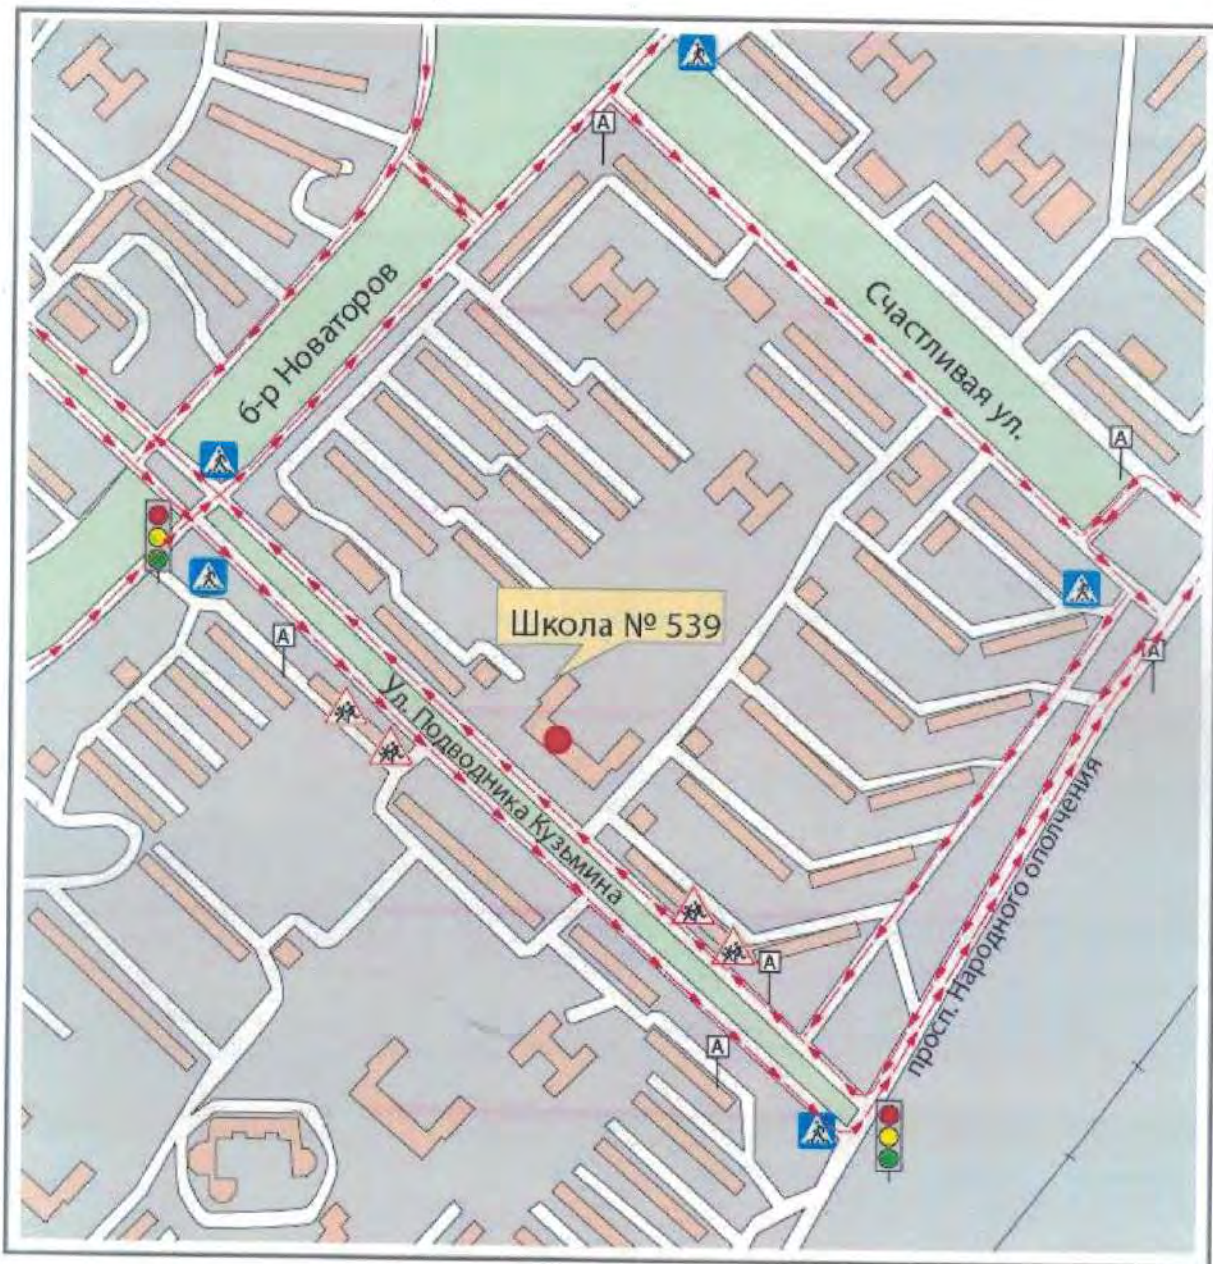 А
б-р Новаторов
Счастливая ул.
А
Школа № 539
А
А
Ул. Подводника Кузьмина
просп. Народного ополчения
А
А